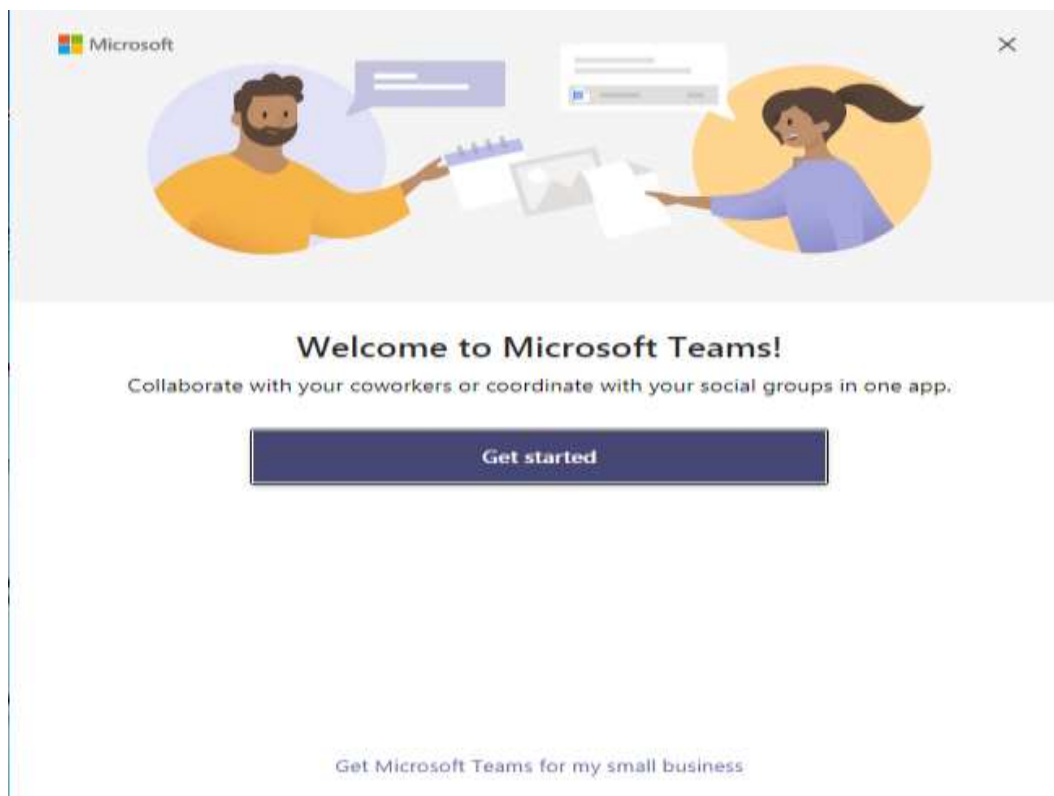 Microsoft
Welcome to Microsoft Teams!
Collaborate with your coworkers or coordinate with your social groups in one app.
Get started
Get Microsoft Teams for my small business